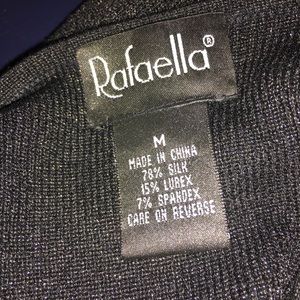 Rafaella®
M
MADE IN CHINA
78% SILK
15% LUREX
7% SPANDEX
CARE ON REVERSE